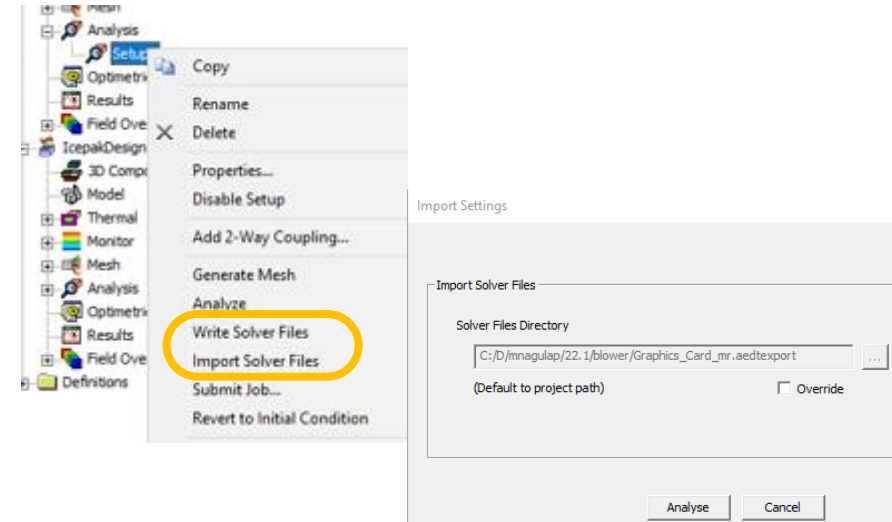 Mesh
Analysis
Setup
Optimetri
Results
Field Ove
IcepakDesign
3D Compo
Model
Thermal
Monitor
Mesh
Analysis
Optimetri
Results
Field Ove
Definitions
Copy
Rename
Delete
Properties...
Disable Setup
Add 2-Way Coupling...
Generate Mesh
Analyze
Write Solver Files
Import Solver Files
Submit Job...
Revert to Initial Condition
Import Settings
Import Solver Files
Solver Files Directory
C:/D/mnagulap/22.1/blower/Graphics_Card_mr.aedtexport
...
(Default to project path)
Override
Analyse
Cancel